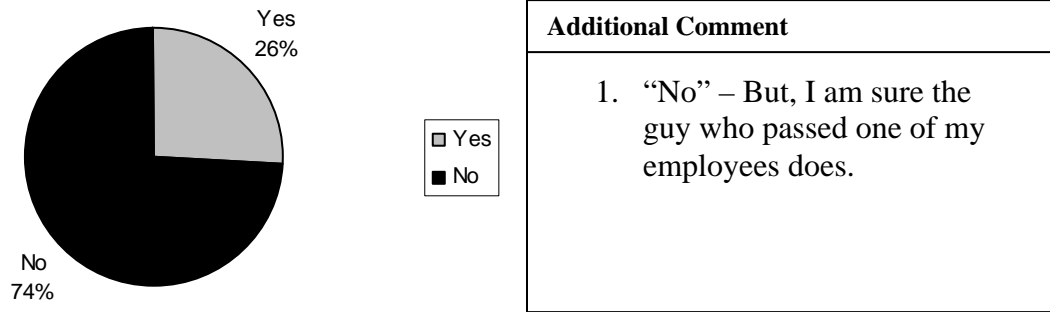 Yes
26%
No
74%
Yes
No
Additional Comment
1. “No” – But, I am sure the
guy who passed one of my
employees does.